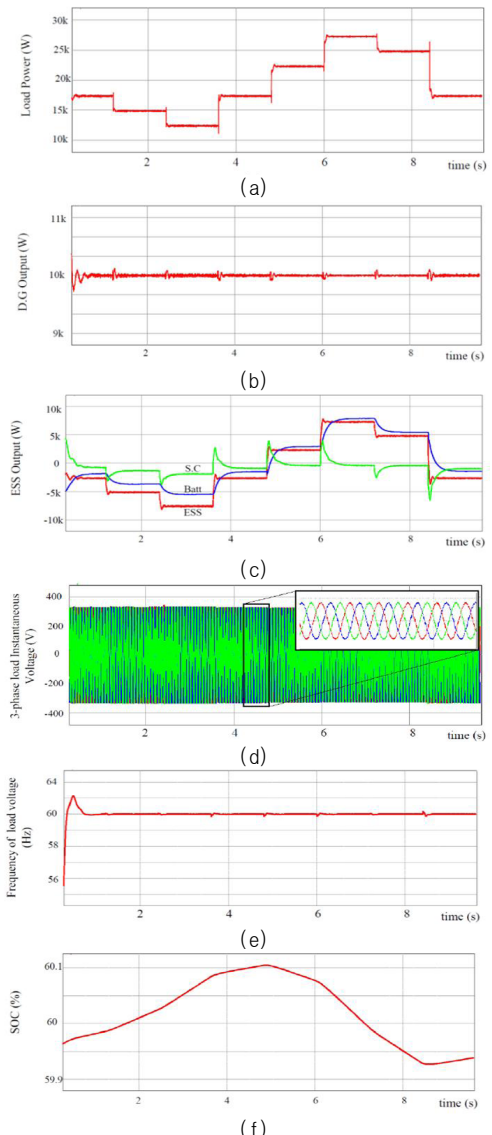 Load Power (W)
30k
25k
20k
15k
10k
2
4
6
8
time (s)
(a)
D.G Output (W)
11k
10k
9k
2
4
6
8
time (s)
(b)
ESS Output (W)
10k
5k
0
-5k
-10k
S.C
Batt
ESS
2
4
6
8
time (s)
(c)
3-phase load Instantaneous
Voltage (V)
400
200
0
-200
-400
2
4
6
8
time (s)
(d)
Frequency of load voltage
(Hz)
64
62
60
58
56
2
4
6
8
time (s)
(e)
SOC (%)
60.1
60
59.9
2
4
6
8
time (s)
(f)